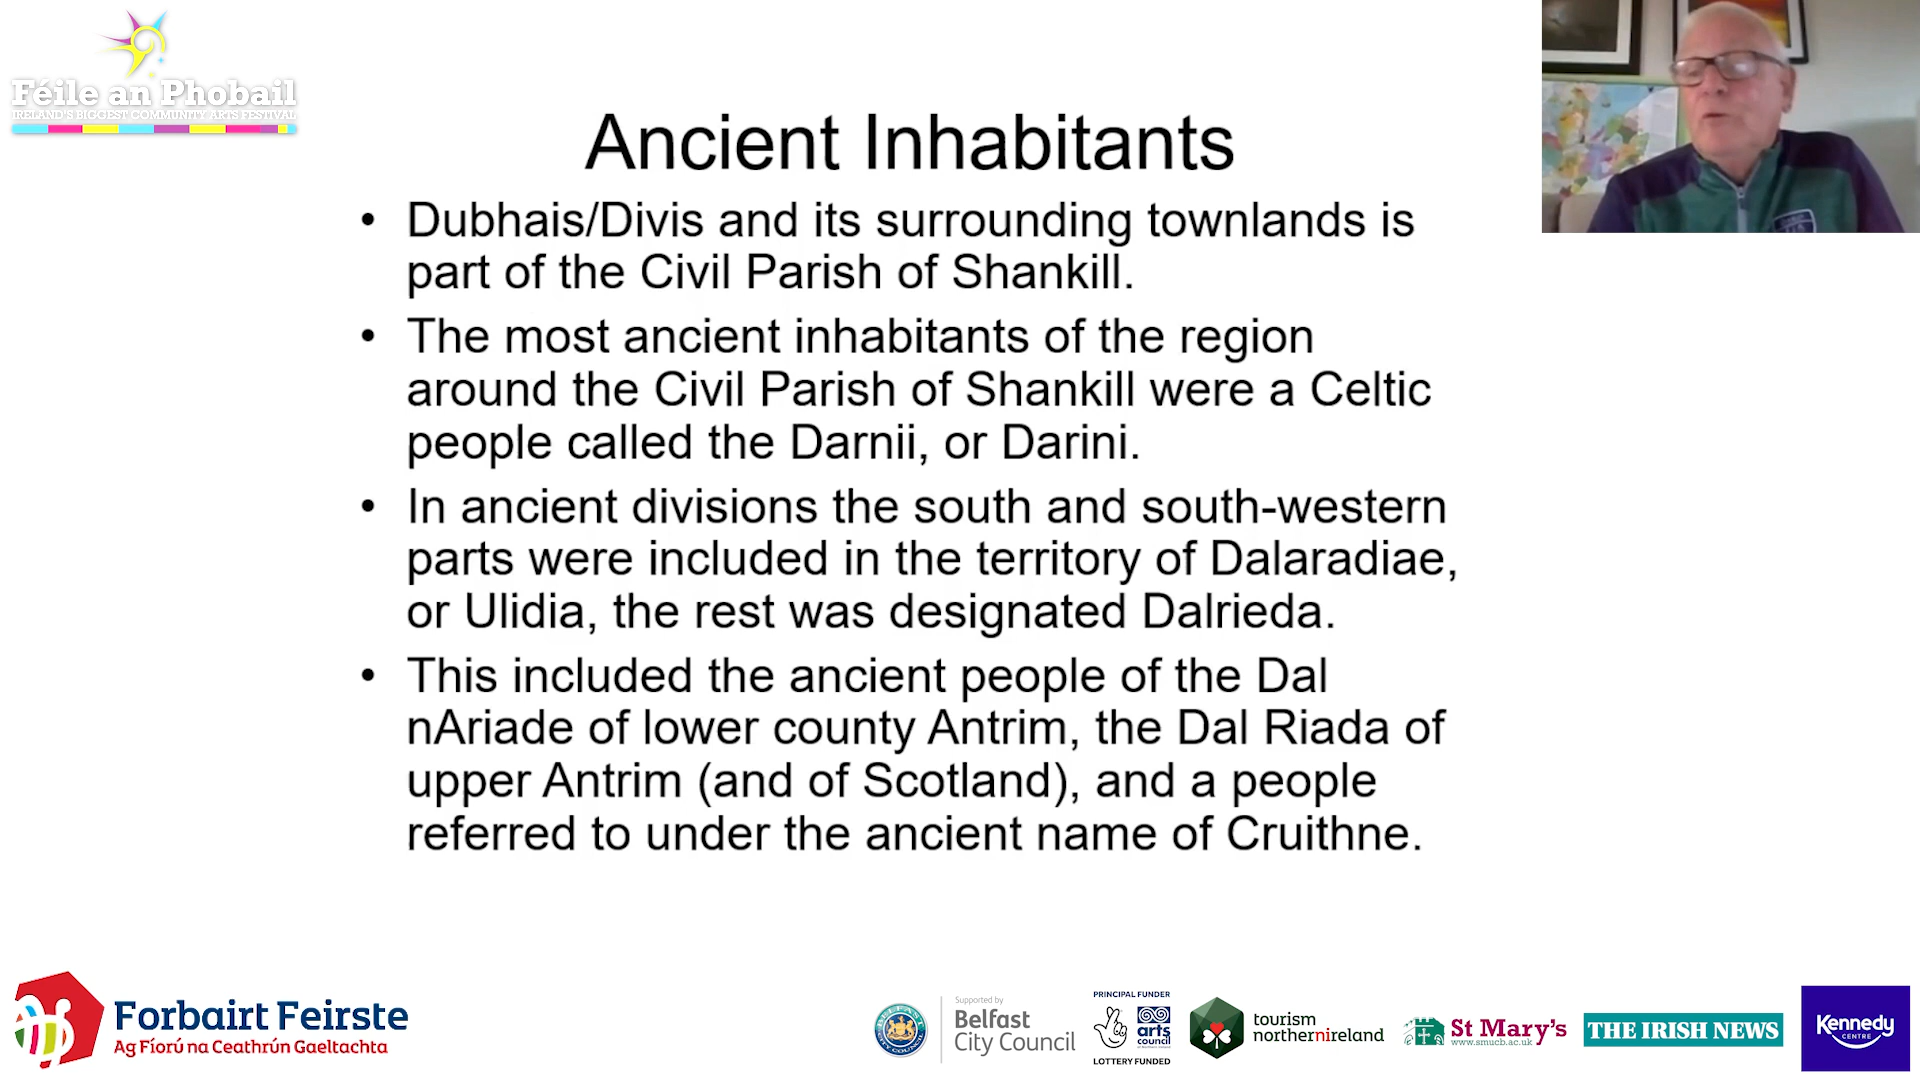 Féile an Phobail
IRELAND'S BIGGEST COMMUNITY ARTS FESTIVAL
Ancient Inhabitants
• Dubhais/Divis and its surrounding townlands is
part of the Civil Parish of Shankill.
• The most ancient inhabitants of the region
around the Civil Parish of Shankill were a Celtic
people called the Darnii, or Darini.
• In ancient divisions the south and south-western
parts were included in the territory of Dalaradiae,
or Ulidia, the rest was designated Dalrieda.
• This included the ancient people of the Dal
nAriade of lower county Antrim, the Dal Riada of
upper Antrim (and of Scotland), and a people
referred to under the ancient name of Cruithne.
Forbairt Feirste
Ag Fíorú na Ceathrún Gaeltachta
Supported by
Belfast
City Council
PRINCIPAL FUNDER
arts
council
LOTTERY FUNDED
tourism
northernireland
St Mary's
www.smucb.ac.uk
THE IRISH NEWS
Kennedy
CENTRE